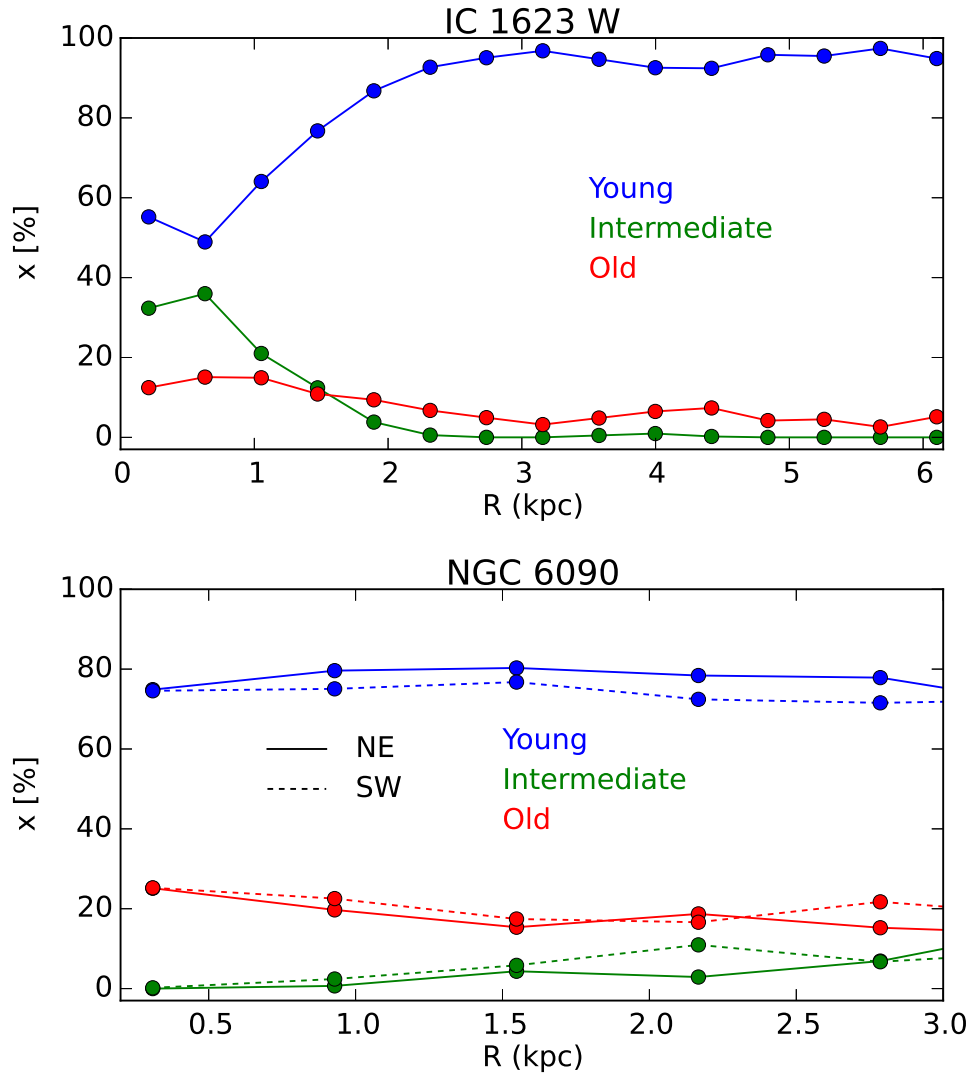 IC 1623 W
100
80
60
40
20
0
x [%]
Young
Intermediate
Old
0 1 2 3 4 5 6
R (kpc)
NGC 6090
100
80
60
40
20
0
x [%]
NE
SW
Young
Intermediate
Old
0.5 1.0 1.5 2.0 2.5 3.0
R (kpc)